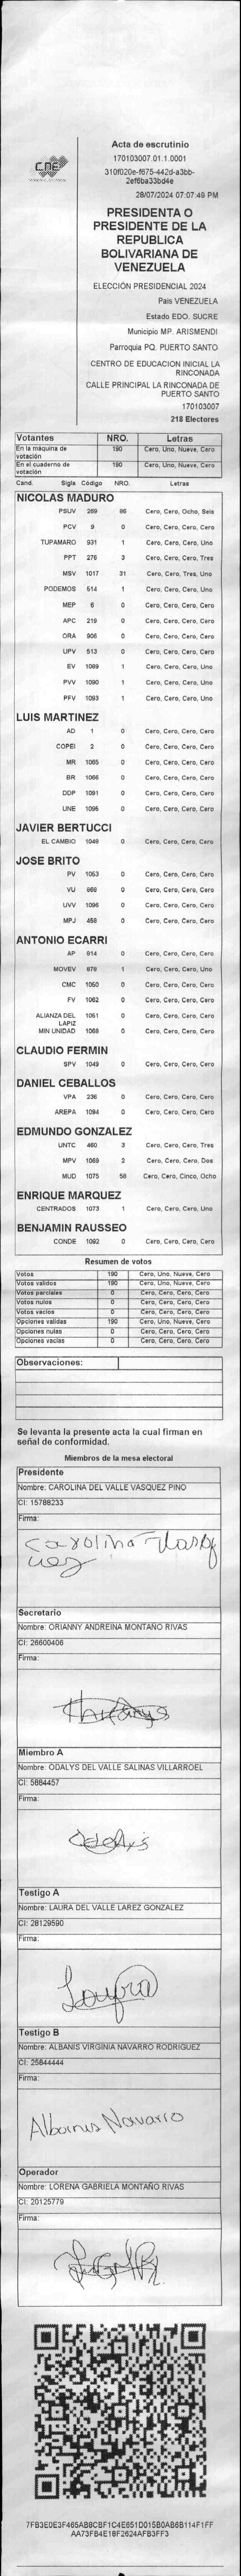 CNE
Acta de escrutinio
170103007.01.1.0001
310f020e-f675-442d-a3bb-
2ef6ba33bd4e
28/07/2024 07:07:49 PM
PRESIDENTA O
PRESIDENTE DE LA
REPUBLICA
BOLIVARIANA DE
VENEZUELA
ELECCIÓN PRESIDENCIAL 2024
Pais VENEZUELA
Estado EDO. SUCRE
Municipio MP. ARISMENDI
Parroquia PQ. PUERTO SANTO
CENTRO DE EDUCACION INICIAL LA
RINCONADA
CALLE PRINCIPAL LA RINCONADA DE
PUERTO SANTO
170103007
218 Electores
Votantes NRO. Letras
En la máquina de votación 190 Cero, Uno, Nueve, Cero
En el cuaderno de votación 190 Cero, Uno, Nueve, Cero
Cand. Sigla Código NRO. Letras
NICOLAS MADURO
PSUV 269 86 Cero, Cero, Ocho, Seis
PCV 9 0 Cero, Cero, Cero, Cero
TUPAMARO 931 1 Cero, Cero, Cero, Uno
PPT 276 3 Cero, Cero, Cero, Tres
MSV 1017 31 Cero, Cero, Tres, Uno
PODEMOS 514 1 Cero, Cero, Cero, Uno
MEP 6 0 Cero, Cero, Cero, Cero
APC 219 0 Cero, Cero, Cero, Cero
ORA 906 0 Cero, Cero, Cero, Cero
UPV 513 0 Cero, Cero, Cero, Cero
EV 1089 1 Cero, Cero, Cero, Uno
PVV 1090 1 Cero, Cero, Cero, Uno
PFV 1093 1 Cero, Cero, Cero, Uno
LUIS MARTINEZ
AD 1 0 Cero, Cero, Cero, Cero
COPEI 2 0 Cero, Cero, Cero, Cero
MR 1065 0 Cero, Cero, Cero, Cero
BR 1066 0 Cero, Cero, Cero, Cero
DDP 1091 0 Cero, Cero, Cero, Cero
UNE 1095 0 Cero, Cero, Cero, Cero
JAVIER BERTUCCI
EL CAMBIO 1048 0 Cero, Cero, Cero, Cero
JOSE BRITO
PV 1053 0 Cero, Cero, Cero, Cero
VU 0 Cero, Cero, Cero, Cero
UVV 1096 0 Cero, Cero, Cero, Cero
MPJ 458 0 Cero, Cero, Cero, Cero
ANTONIO ECARRI
AP 914 0 Cero, Cero, Cero, Cero
MOVEV 879 1 Cero, Cero, Cero, Uno
CMC 1050 0 Cero, Cero, Cero, Cero
FV 1062 0 Cero, Cero, Cero, Cero
ALIANZA DEL LAPIZ 1051 0 Cero, Cero, Cero, Cero
MIN UNIDAD 1068 0 Cero, Cero, Cero, Cero
CLAUDIO FERMIN
SPV 1049 0 Cero, Cero, Cero, Cero
DANIEL CEBALLOS
VPA 236 0 Cero, Cero, Cero, Cero
AREPA 1094 0 Cero, Cero, Cero, Cero
EDMUNDO GONZALEZ
UNTC 460 3 Cero, Cero, Cero, Tres
MPV 1069 2 Cero, Cero, Cero, Dos
MUD 1075 58 Cero, Cero, Cinco, Ocho
ENRIQUE MARQUEZ
CENTRADOS 1073 1 Cero, Cero, Cero, Uno
BENJAMIN RAUSSEO
CONDE 1092 0 Cero, Cero, Cero, Cero
Resumen de votos
Votos 190 Cero, Uno, Nueve, Cero
Votos validos 190 Cero, Uno, Nueve, Cero
Votos parciales 0 Cero, Cero, Cero, Cero
Votos nulos 0 Cero, Cero, Cero, Cero
Votos vacios 0 Cero, Cero, Cero, Cero
Opciones validas 190 Cero, Uno, Nueve, Cero
Opciones nulas 0 Cero, Cero, Cero, Cero
Opciones vacias 0 Cero, Cero, Cero, Cero
Observaciones:
Se levanta la presente acta la cual firman en
señal de conformidad.
Miembros de la mesa electoral
Presidente
Nombre: CAROLINA DEL VALLE VASQUEZ PINO
CI: 15788233
Firma:
Carolina Vasq
uez
Secretario
Nombre: ORIANNY ANDREINA MONTAÑO RIVAS
CI: 26600406
Firma:
Miembro A
Nombre: ODALYS DEL VALLE SALINAS VILLARROEL
CI: 5884457
Firma:
Odalys
Testigo A
Nombre: LAURA DEL VALLE LAREZ GONZALEZ
CI: 28129590
Firma:
Laura
Testigo B
Nombre: ALBANIS VIRGINIA NAVARRO RODRIGUEZ
CI: 25844444
Firma:
Albanis Navarro
Operador
Nombre: LORENA GABRIELA MONTAÑO RIVAS
CI: 20125779
Firma:
7FB3E0E3F465AB8CBF1C4E651D015B0AB6B114F1FF
AA73FB4E18F2624AFB3FF3